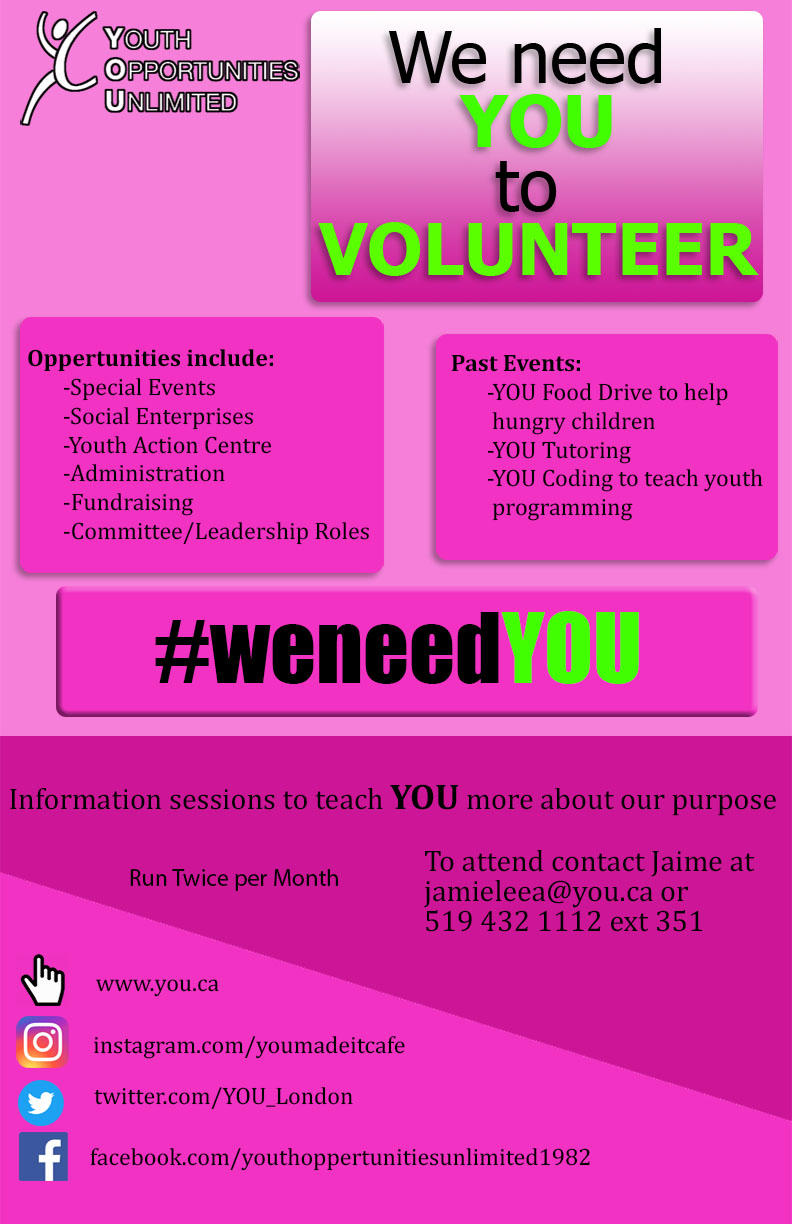 YOUTH
OPPORTUNITIES
UNLIMITED
We need
YOU
to
VOLUNTEER
Oppertunities include:
-Special Events
-Social Enterprises
-Youth Action Centre
-Administration
-Fundraising
-Committee/Leadership Roles
Past Events:
-YOU Food Drive to help
hungry children
-YOU Tutoring
-YOU Coding to teach youth
programming
#weneedYOU
Information sessions to teach YOU more about our purpose
Run Twice per Month
To attend contact Jaime at
jamieleea@you.ca or
519 432 1112 ext 351
www.you.ca
instagram.com/youmadeitcafe
twitter.com/YOU_London
facebook.com/youthoppertunitiesunlimited1982